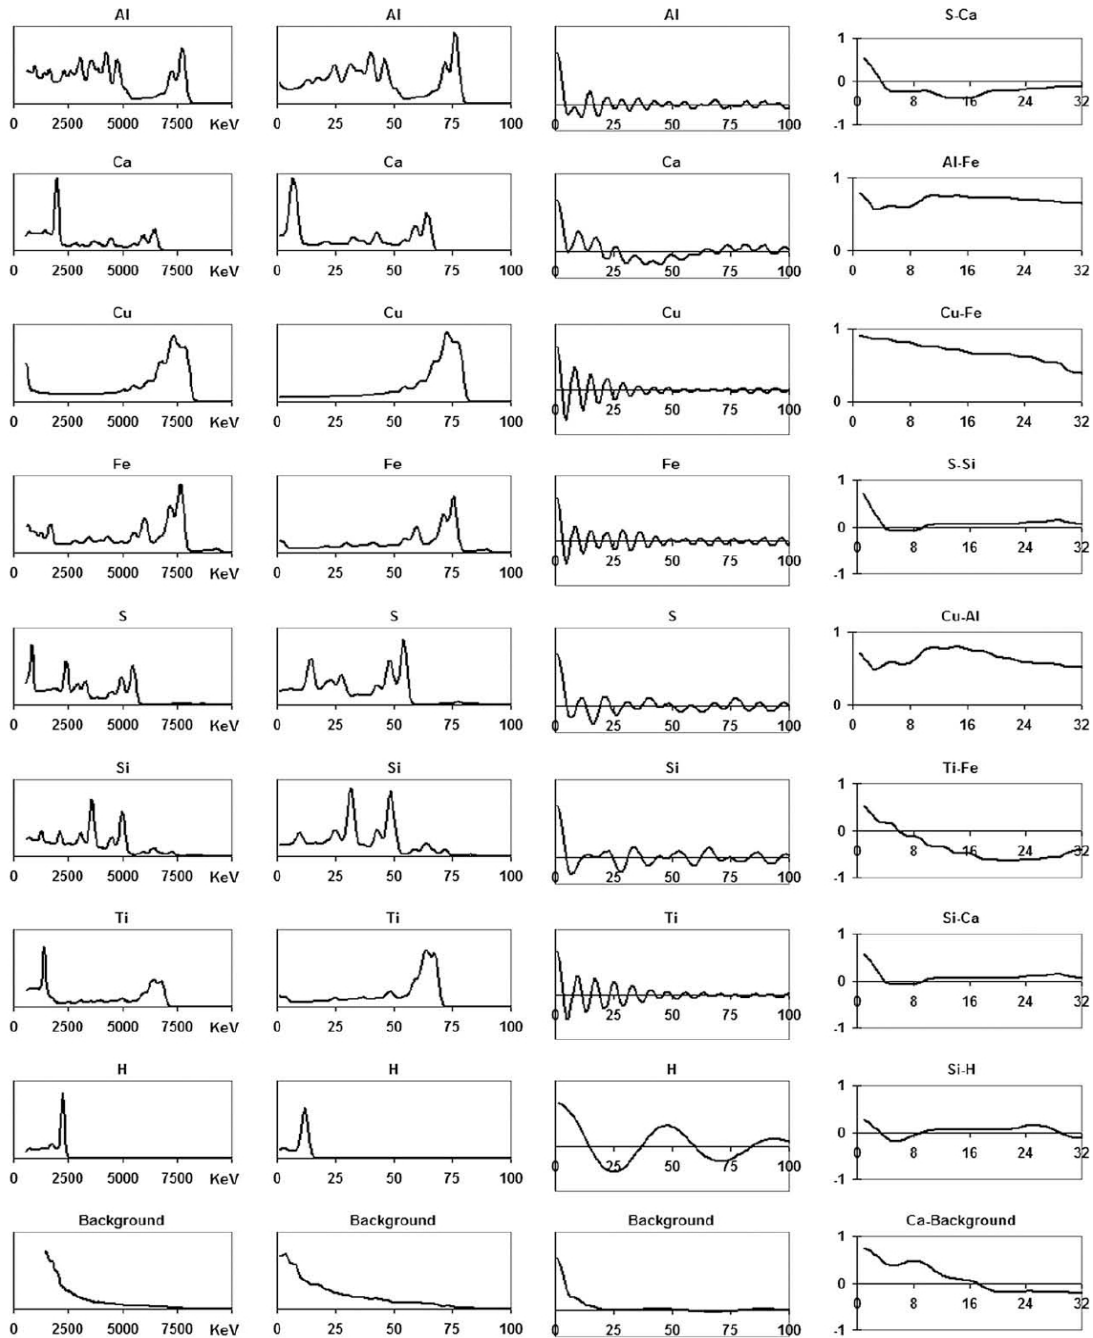 Al Al Al S-Ca
1
0
0 8 16 24 32
-1
0 2500 5000 7500 KeV 0 25 50 75 100 0 25 50 75 100
Ca Ca Ca Al-Fe
1
0
0 8 16 24 32
0 2500 5000 7500 KeV 0 25 50 75 100 0 25 50 75 100
Cu Cu Cu Cu-Fe
1
0
0 8 16 24 32
0 2500 5000 7500 KeV 0 25 50 75 100 0 25 50 75 100
Fe Fe Fe S-Si
1
0
0 8 16 24 32
-1
0 2500 5000 7500 KeV 0 25 50 75 100 0 25 50 75 100
S S S Cu-Al
1
0
0 8 16 24 32
0 2500 5000 7500 KeV 0 25 50 75 100 0 25 50 75 100
Si Si Si Ti-Fe
1
0
0 8 16 24 32
-1
0 2500 5000 7500 KeV 0 25 50 75 100 0 25 50 75 100
Ti Ti Ti Si-Ca
1
0
0 8 16 24 32
-1
0 2500 5000 7500 KeV 0 25 50 75 100 0 25 50 75 100
H H H Si-H
1
0
0 8 16 24 32
-1
0 2500 5000 7500 KeV 0 25 50 75 100 0 25 50 75 100
Background Background Background Ca-Background
1
0
0 8 16 24 32
-1
0 2500 5000 7500 KeV 0 25 50 75 100 0 25 50 75 100